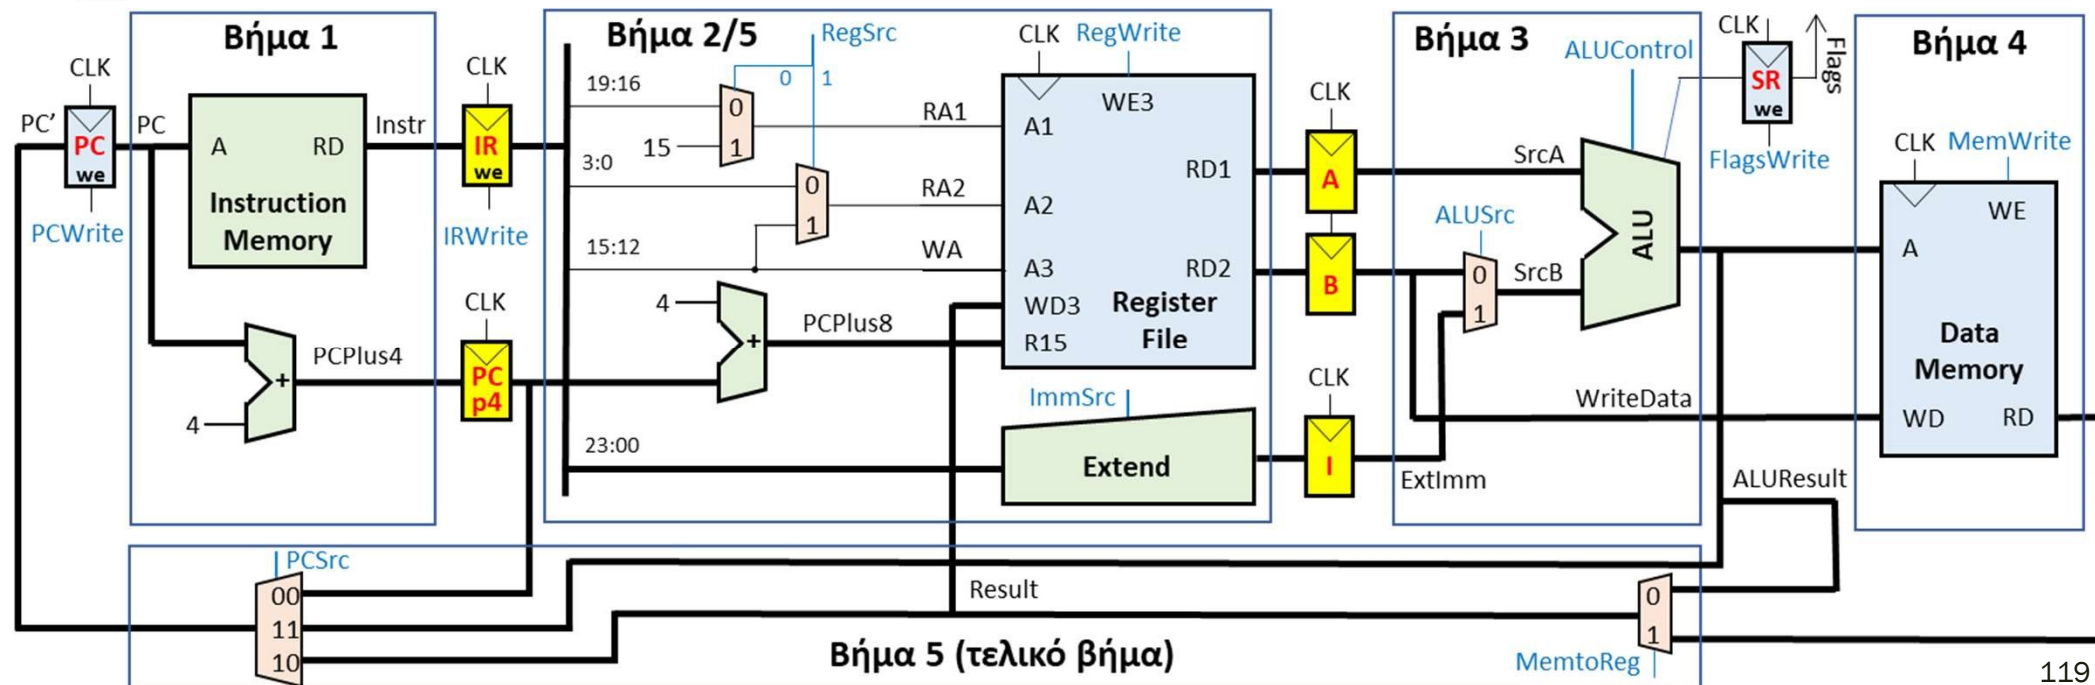 Βήμα 1
CLK
PC'
PC
we
PCWrite
PC
A
RD
Instruction
Memory
Instr
CLK
IR
we
IRWrite
PCPlus4
+
4
CLK
PC
p4
Βήμα 2/5
RegSrc
0
1
19:16
0
1
15
RA1
3:0
0
1
RA2
15:12
WA
4
+
PCPlus8
23:00
CLK
RegWrite
WE3
A1
RD1
A2
A3
RD2
WD3
Register
File
R15
ImmSrc
Extend
CLK
A
B
CLK
I
ExtImm
Βήμα 3
ALUControl
SrcA
ALUSrc
0
1
SrcB
ALU
WriteData
CLK
SR
we
Flags
FlagsWrite
Βήμα 4
CLK
MemWrite
WE
A
Data
Memory
WD
RD
ALUResult
PCSrc
00
11
10
Result
Βήμα 5 (τελικό βήμα)
0
1
MemtoReg
119